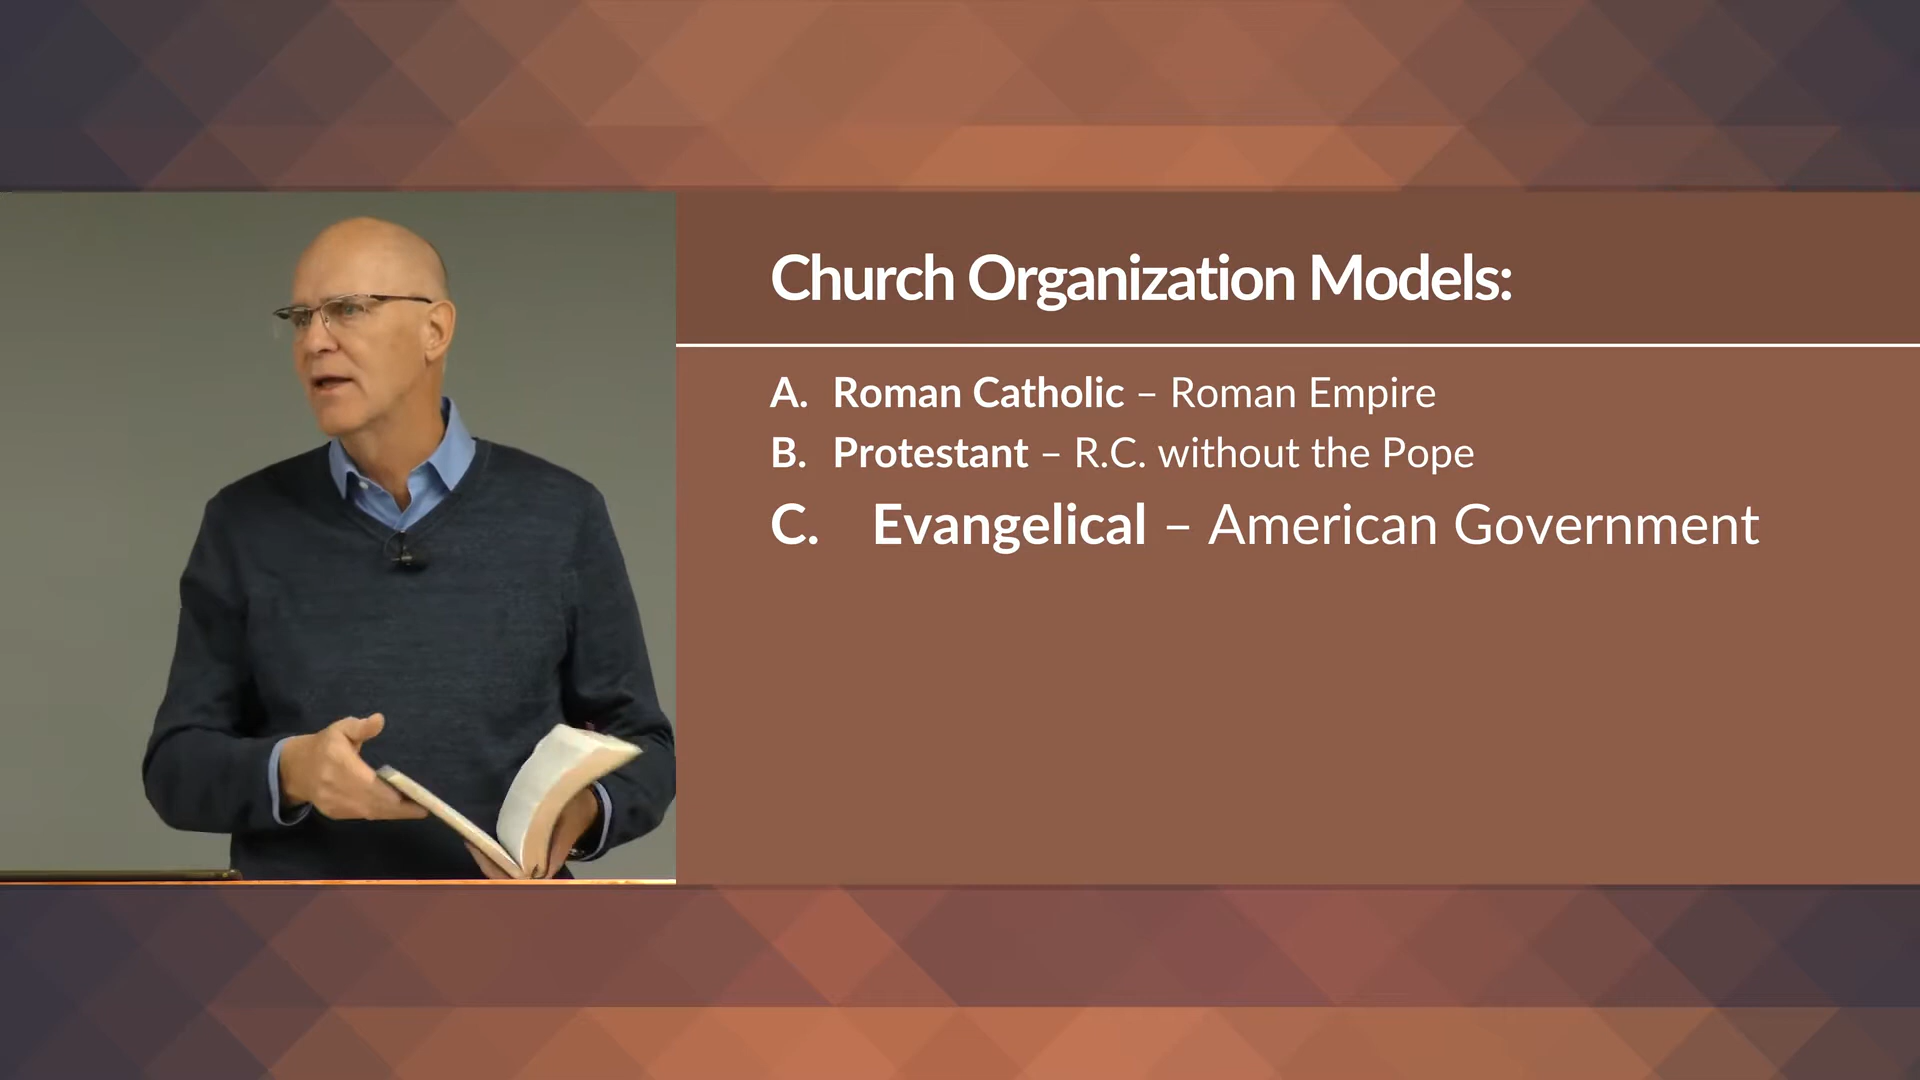 Church Organization Models:
A. Roman Catholic – Roman Empire
B. Protestant – R.C. without the Pope
C. Evangelical – American Government